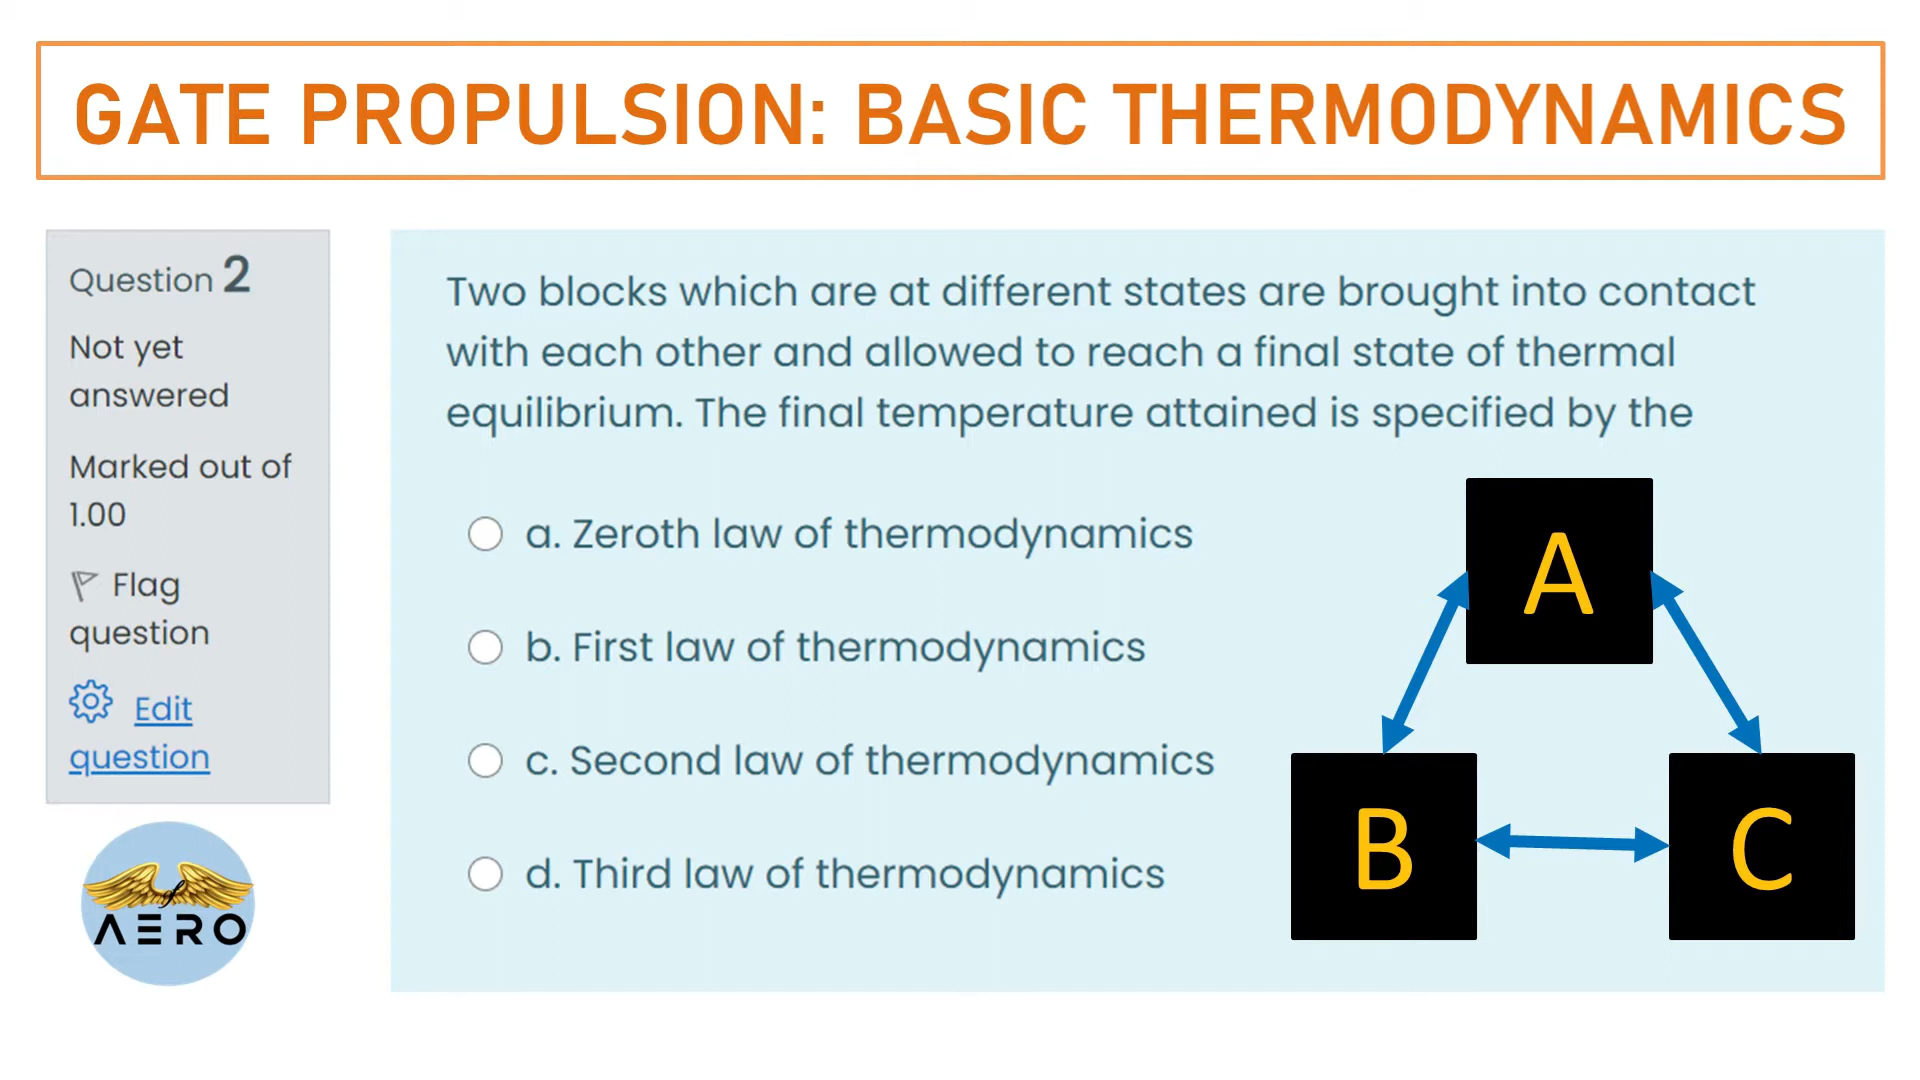 GATE PROPULSION: BASIC THERMODYNAMICS
Question 2
Not yet
answered
Marked out of
1.00
Flag
question
Edit
question
of
AERO
Two blocks which are at different states are brought into contact
with each other and allowed to reach a final state of thermal
equilibrium. The final temperature attained is specified by the
a. Zeroth law of thermodynamics
b. First law of thermodynamics
c. Second law of thermodynamics
d. Third law of thermodynamics
A
B
C